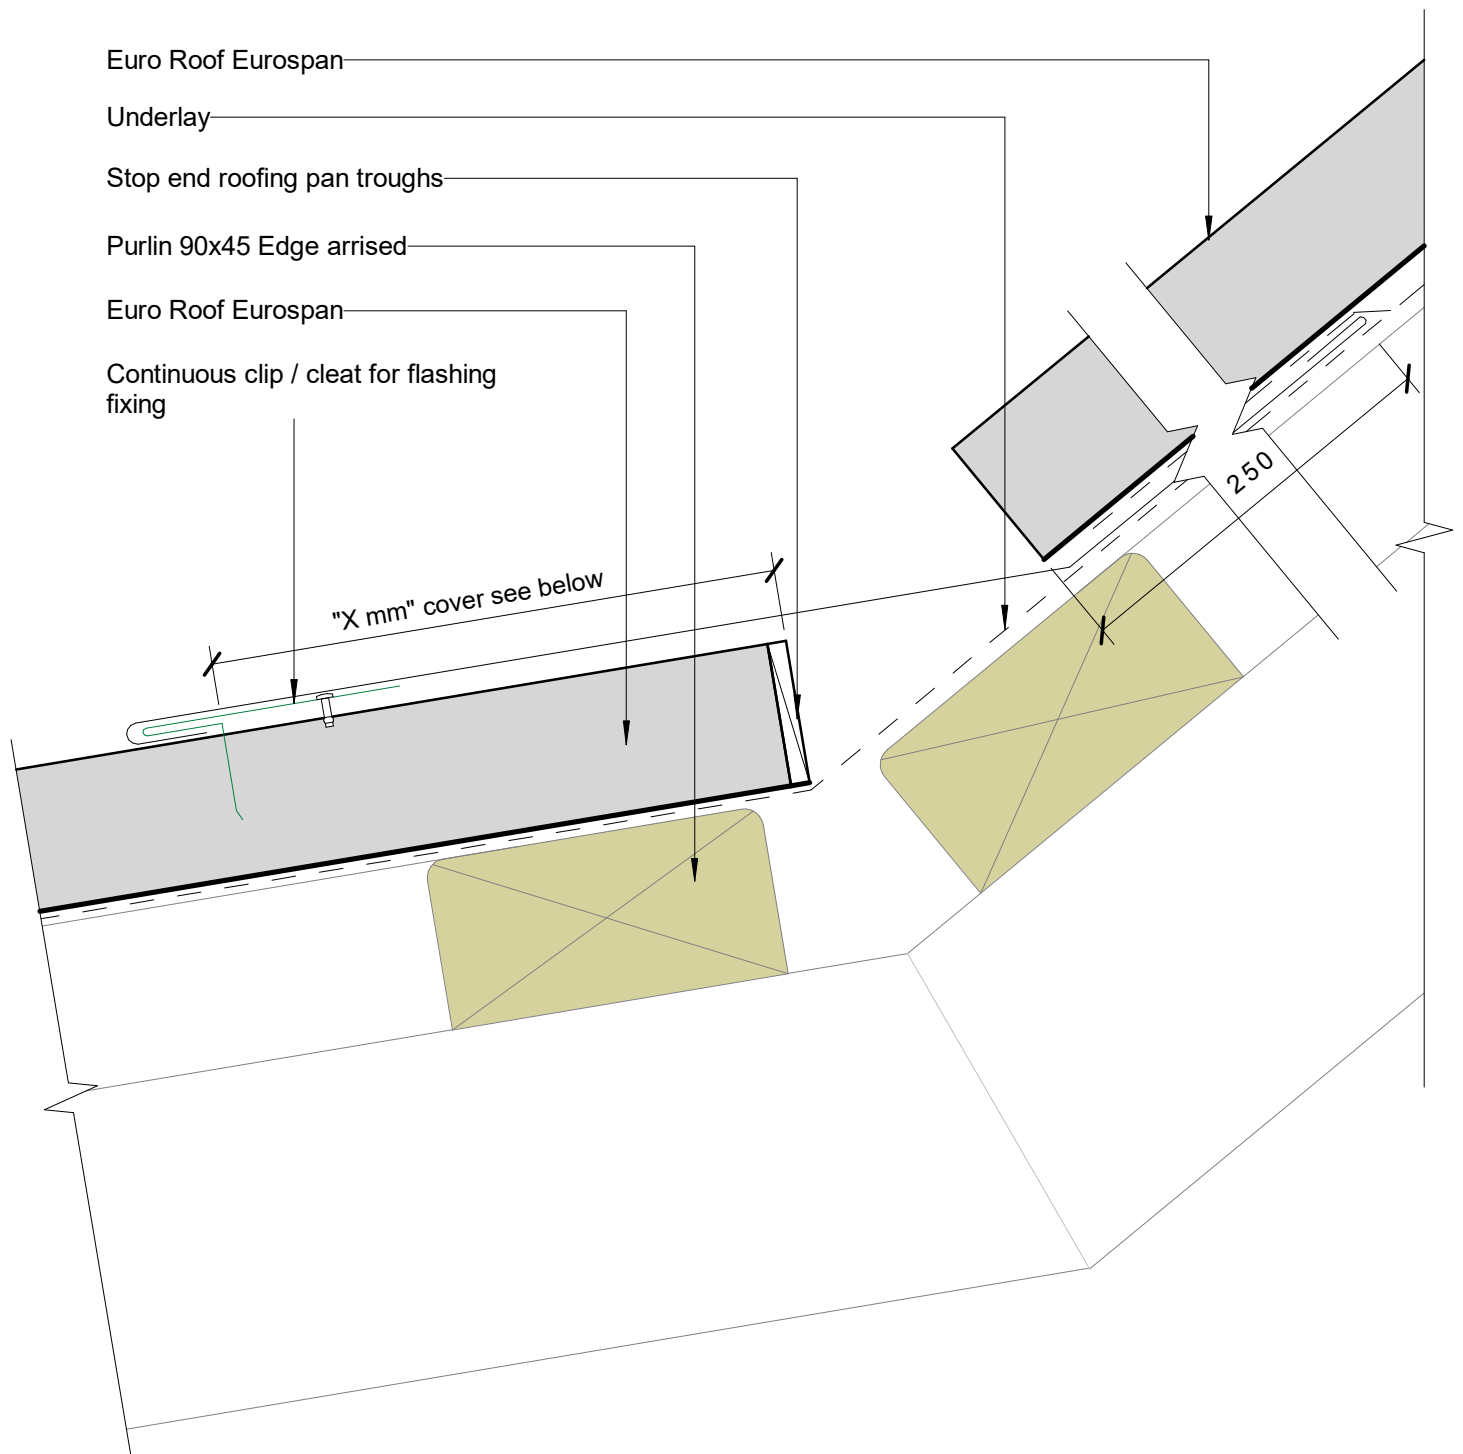 Euro Roof Eurospan
Underlay
Stop end roofing pan troughs
Purlin 90x45 Edge arrised
Euro Roof Eurospan
Continuous clip / cleat for flashing
fixing
250
"X mm" cover see below